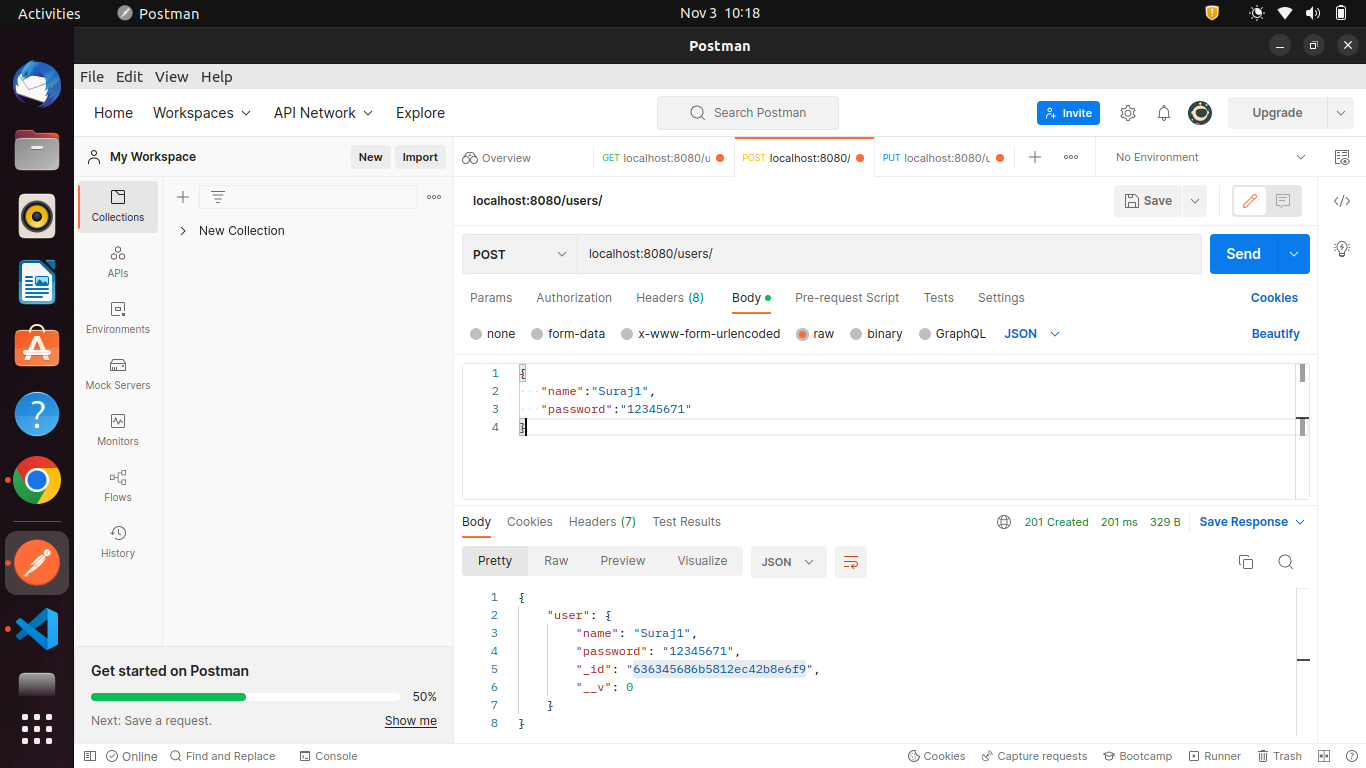 Activities Postman Nov 3 10:18
Postman
File Edit View Help
Home Workspaces API Network Explore Search Postman Invite Upgrade
My Workspace New Import Overview GET localhost:8080/u POST localhost:8080/ PUT localhost:8080/u No Environment
Collections
New Collection
APIs
Environments
Mock Servers
Monitors
Flows
History
localhost:8080/users/ Save
POST localhost:8080/users/ Send
Params Authorization Headers (8) Body Pre-request Script Tests Settings Cookies
none form-data x-www-form-urlencoded raw binary GraphQL JSON Beautify
1 {
2 "name":"Suraj1",
3 "password":"12345671"
4 }
Body Cookies Headers (7) Test Results 201 Created 201 ms 329 B Save Response
Pretty Raw Preview Visualize JSON
1 {
2 "user": {
3 "name": "Suraj1",
4 "password": "12345671",
5 "_id": "636345686b5812ec42b8e6f9",
6 "__v": 0
7 }
8 }
Get started on Postman
50%
Next: Save a request. Show me
Online Find and Replace Console Cookies Capture requests Bootcamp Runner Trash